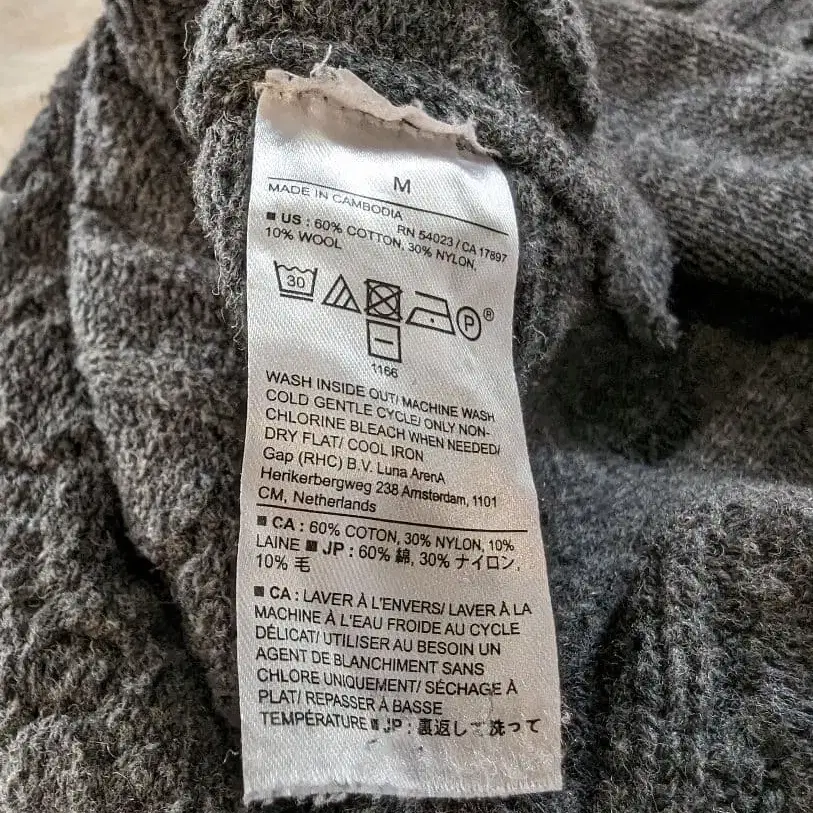 M
MADE IN CAMBODIA
RN 54023 / CA 17897
■ US : 60% COTTON, 30% NYLON,
10% WOOL
30
P ®
1166
WASH INSIDE OUT/ MACHINE WASH
COLD GENTLE CYCLE/ ONLY NON-
CHLORINE BLEACH WHEN NEEDED/
DRY FLAT/ COOL IRON
Gap (RHC) B.V. Luna ArenA
Herikerbergweg 238 Amsterdam, 1101
CM, Netherlands
■ CA : 60% COTON, 30% NYLON, 10%
LAINE ■ JP : 60% 綿, 30% ナイロン,
10% 毛
■ CA : LAVER À L'ENVERS/ LAVER À LA
MACHINE À L'EAU FROIDE AU CYCLE
DÉLICAT/ UTILISER AU BESOIN UN
AGENT DE BLANCHIMENT SANS
CHLORE UNIQUEMENT/ SÉCHAGE À
PLAT/ REPASSER À BASSE
TEMPÉRATURE ■ JP : 裏返して洗って